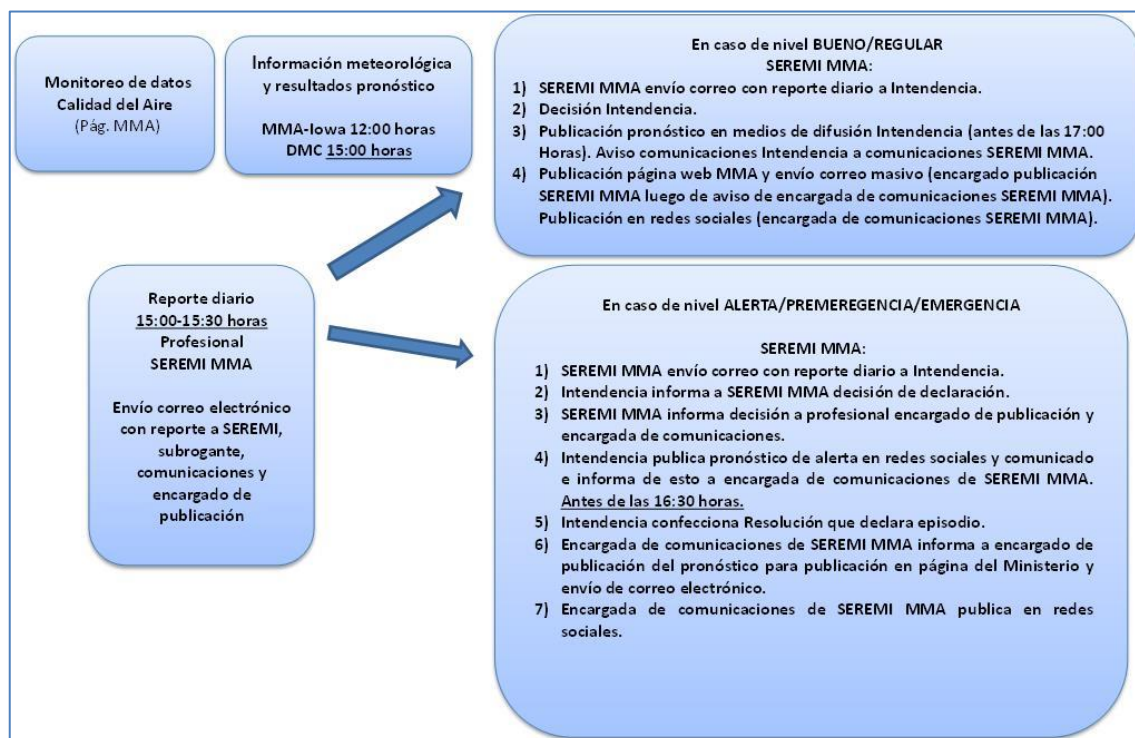 Monitoreo de datos
Calidad del Aire
(Pág. MMA)
Información meteorológica
y resultados pronóstico
MMA-Iowa 12:00 horas
DMC 15:00 horas
En caso de nivel BUENO/REGULAR
SEREMI MMA:
1) SEREMI MMA envío correo con reporte diario a Intendencia.
2) Decisión Intendencia.
3) Publicación pronóstico en medios de difusión Intendencia (antes de las 17:00
Horas). Aviso comunicaciones Intendencia a comunicaciones SEREMI MMA.
4) Publicación página web MMA y envío correo masivo (encargado publicación
SEREMI MMA luego de aviso de encargada de comunicaciones SEREMI MMA).
Publicación en redes sociales (encargada de comunicaciones SEREMI MMA).
Reporte diario
15:00-15:30 horas
Profesional
SEREMI MMA
Envío correo electrónico
con reporte a SEREMI,
subrogante,
comunicaciones y
encargado de
publicación
En caso de nivel ALERTA/PREMEREGENCIA/EMERGENCIA
SEREMI MMA:
1) SEREMI MMA envío correo con reporte diario a Intendencia.
2) Intendencia informa a SEREMI MMA decisión de declaración.
3) SEREMI MMA informa decisión a profesional encargado de publicación y
encargada de comunicaciones.
4) Intendencia publica pronóstico de alerta en redes sociales y comunicado
e informa de esto a encargada de comunicaciones de SEREMI MMA.
Antes de las 16:30 horas.
5) Intendencia confecciona Resolución que declara episodio.
6) Encargada de comunicaciones de SEREMI MMA informa a encargado de
publicación del pronóstico para publicación en página del Ministerio y
envío de correo electrónico.
7) Encargada de comunicaciones de SEREMI MMA publica en redes
sociales.